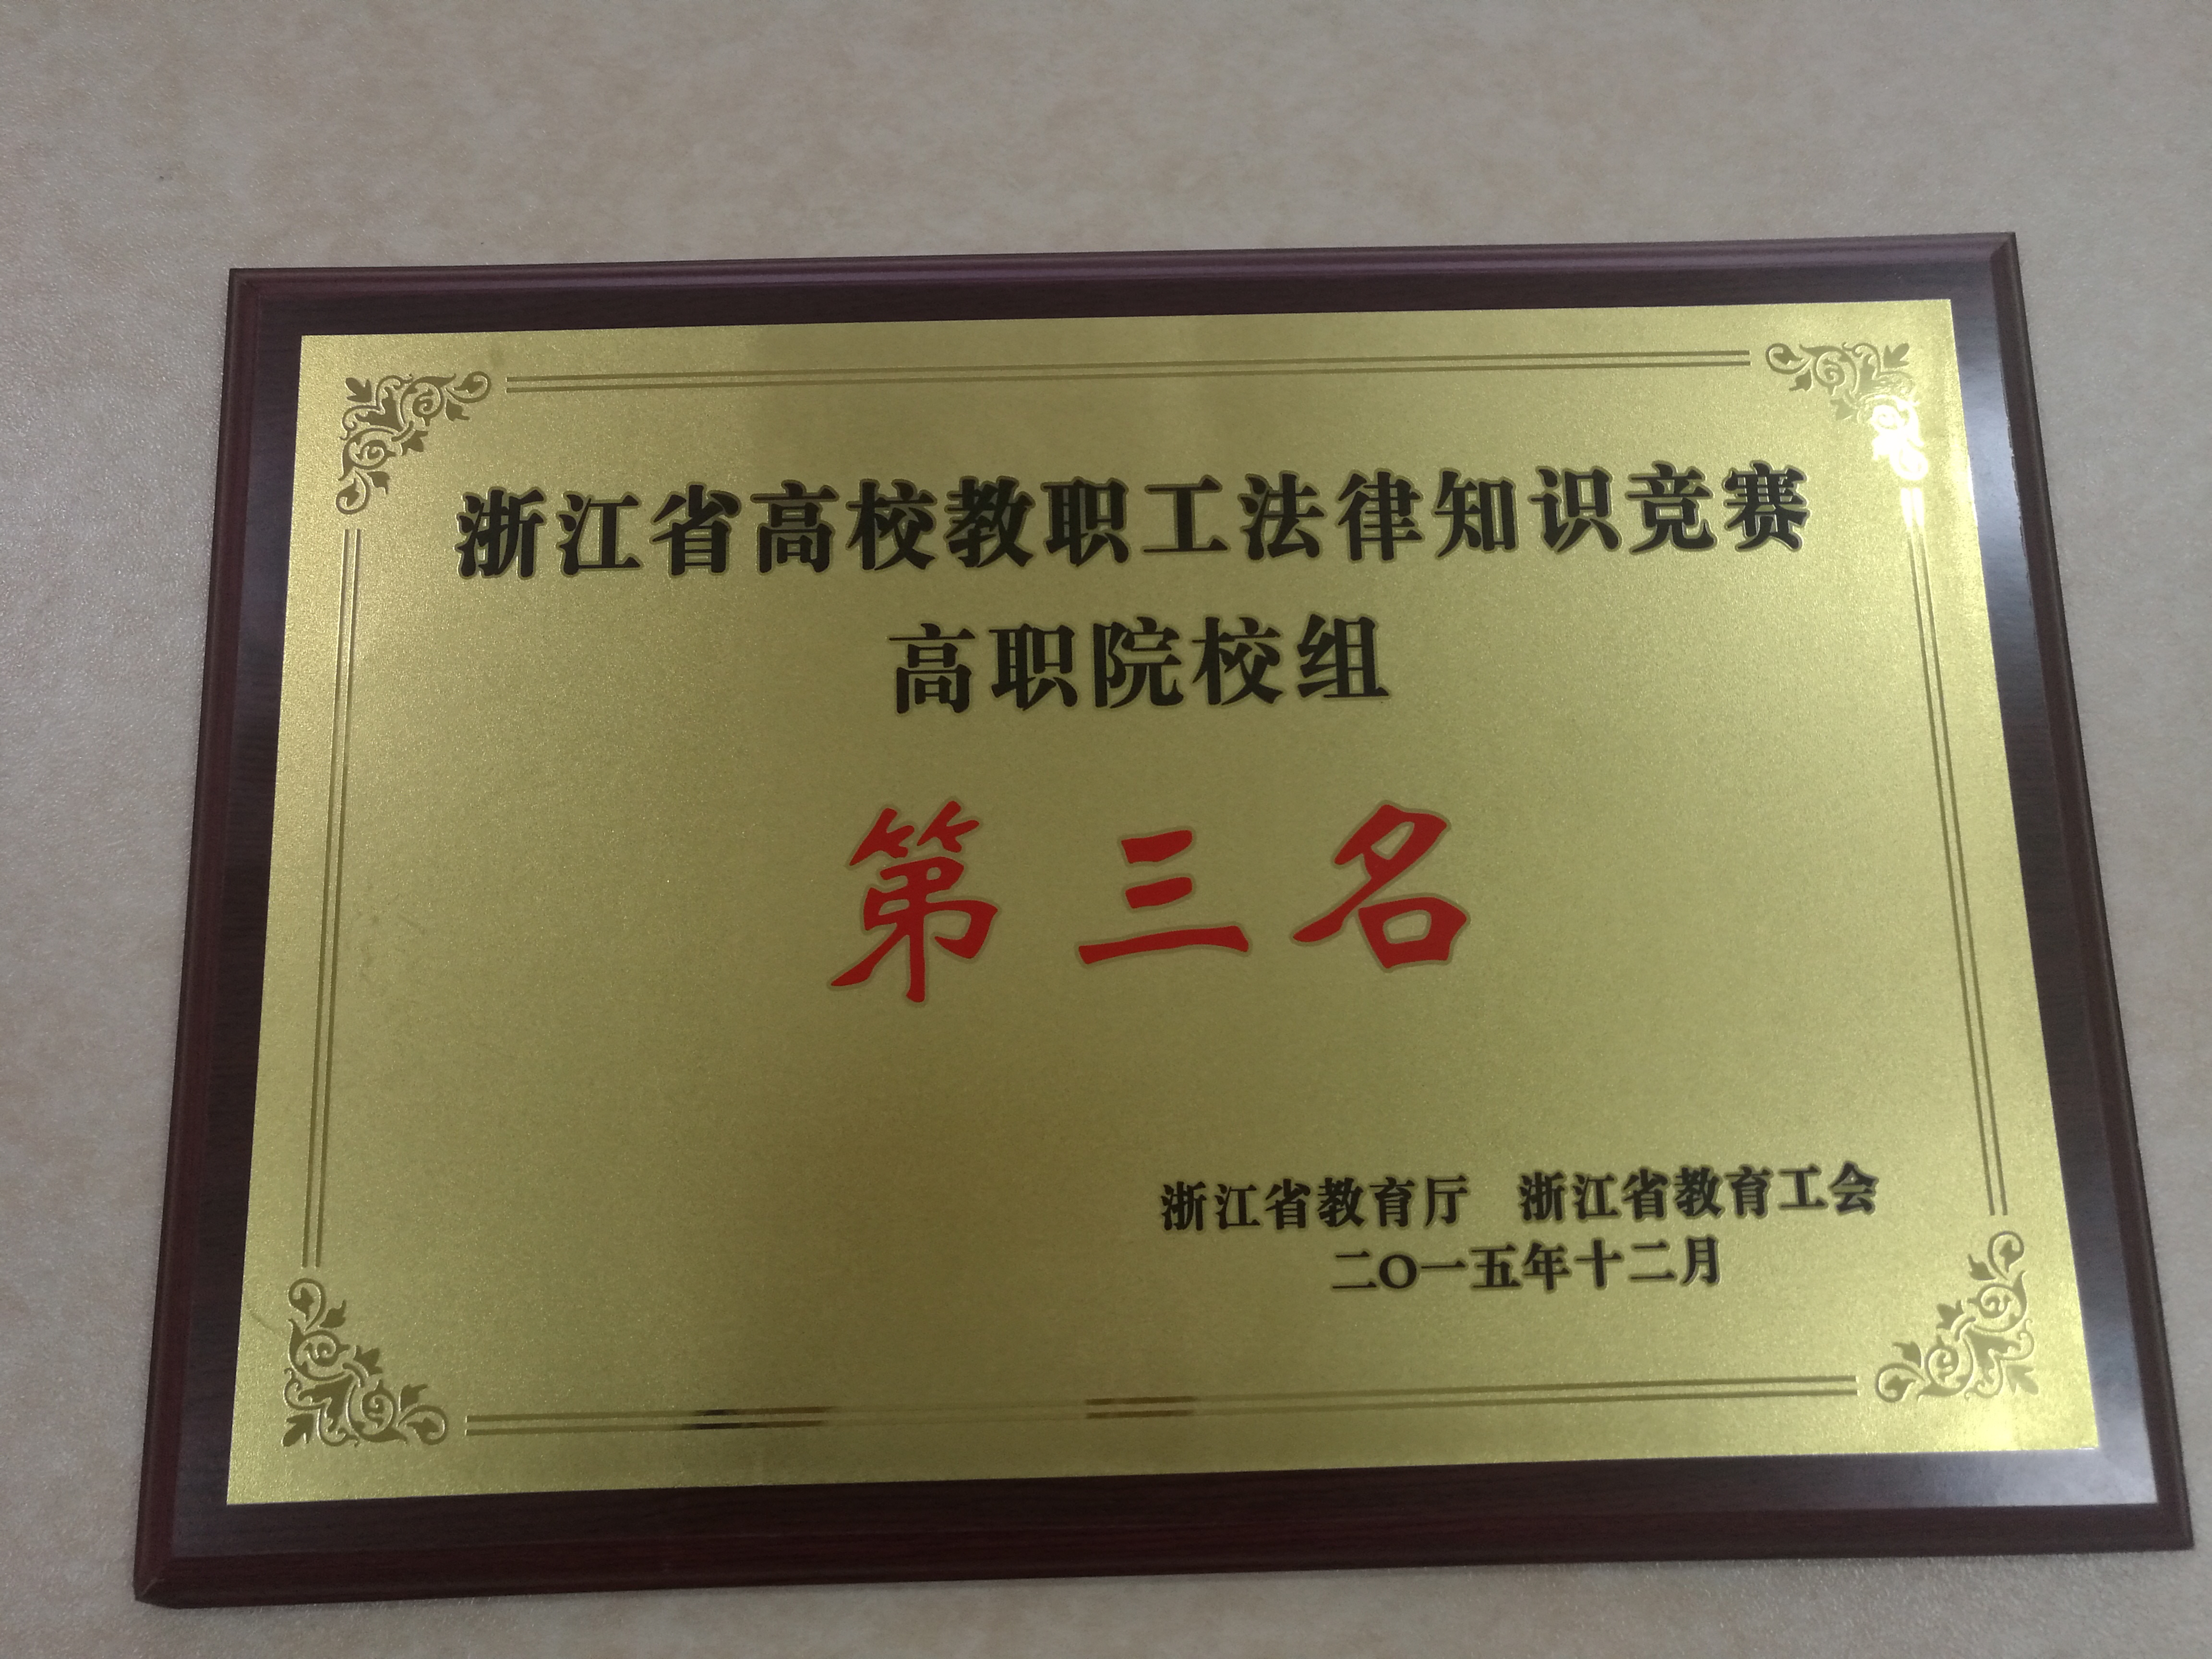 浙江省高校教职工法律知识竞赛
高职院校组
第三名
浙江省教育厅 浙江省教育工会
二〇一五年十二月